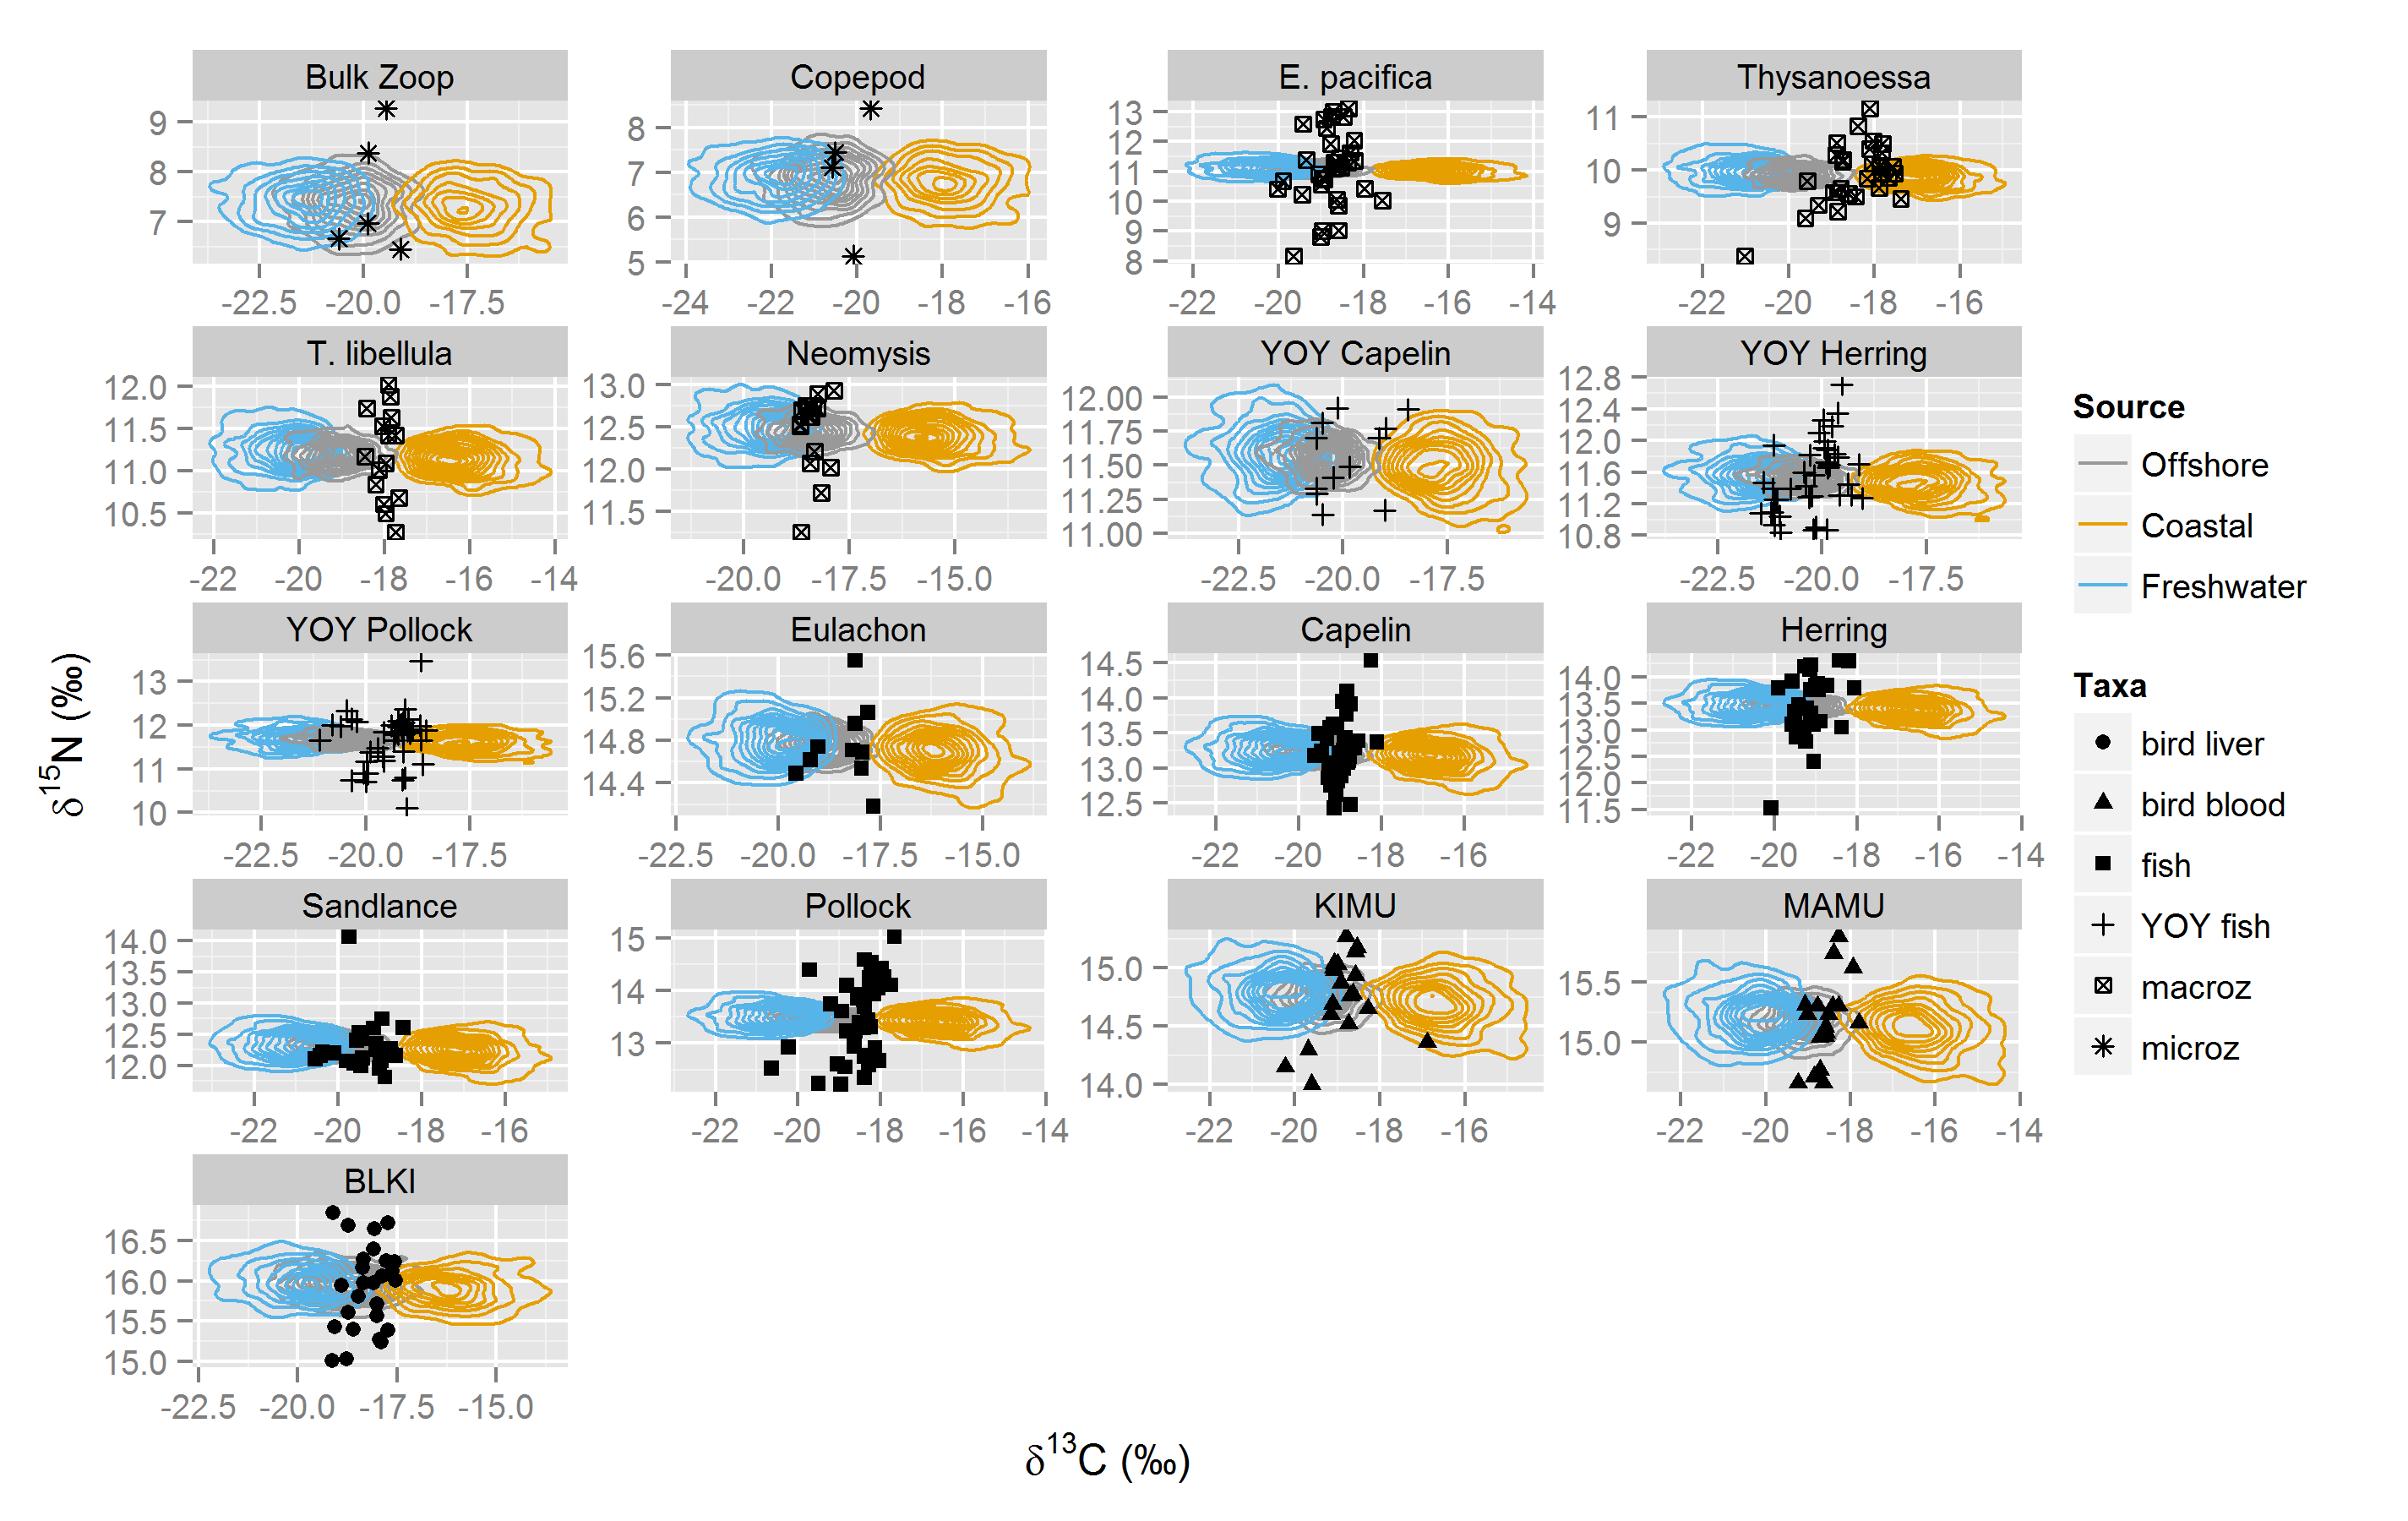 Bulk Zoop Copepod E. pacifica Thysanoessa
9 8 7
8 7 6 5
13 12 11 10 9 8
11 10 9
-22.5 -20.0 -17.5
-24 -22 -20 -18 -16
-22 -20 -18 -16 -14
-22 -20 -18 -16
T. libellula Neomysis YOY Capelin YOY Herring
12.0 11.5 11.0 10.5
13.0 12.5 12.0 11.5
12.00 11.75 11.50 11.25 11.00
12.8 12.4 12.0 11.6 11.2 10.8
-22 -20 -18 -16 -14
-20.0 -17.5 -15.0
-22.5 -20.0 -17.5
-22.5 -20.0 -17.5
YOY Pollock Eulachon Capelin Herring
13 12 11 10
15.6 15.2 14.8 14.4
14.5 14.0 13.5 13.0 12.5
14.0 13.5 13.0 12.5 12.0 11.5
-22.5 -20.0 -17.5
-22.5 -20.0 -17.5 -15.0
-22 -20 -18 -16
-22 -20 -18 -16 -14
Sandlance Pollock KIMU MAMU
14.0 13.5 13.0 12.5 12.0
15 14 13
15.0 14.5 14.0
15.5 15.0
-22 -20 -18 -16
-22 -20 -18 -16 -14
-22 -20 -18 -16
-22 -20 -18 -16 -14
BLKI
16.5 16.0 15.5 15.0
-22.5 -20.0 -17.5 -15.0
δ¹⁵N (‰)
δ¹³C (‰)
Source
Offshore
Coastal
Freshwater
Taxa
bird liver
bird blood
fish
YOY fish
macroz
microz